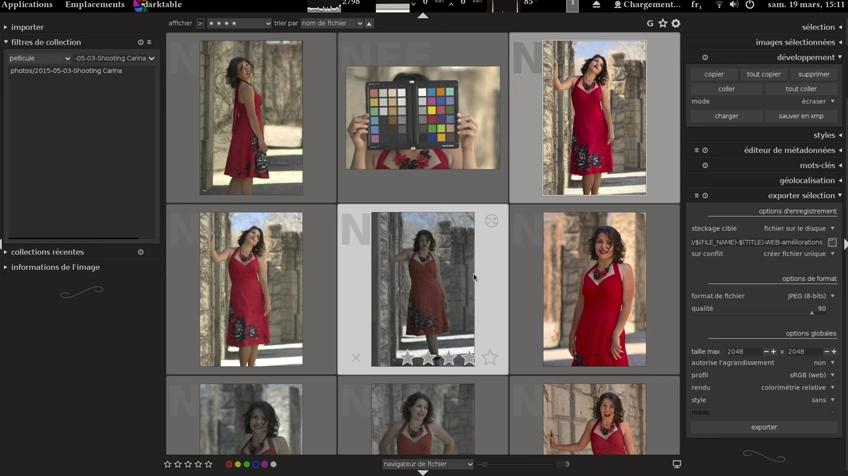 Applications Emplacements darktable 2798 0 0 85° Chargement... fr₁ sam. 19 mars, 15:11
afficher ≥ ★ ★ ★ ★ trier par nom de fichier G
importer
filtres de collection
pellicule -05-03-Shooting Carina
photos/2015-05-03-Shooting Carina
collections récentes
informations de l'image
sélection
images sélectionnées
développement
copier tout copier supprimer
coller tout coller
mode écraser
charger sauver en xmp
styles
éditeur de métadonnées
mots-clés
géolocalisation
exporter sélection
options d'enregistrement
stockage cible fichier sur le disque
/$(FILE_NAME)-$(TITLE)-WEB-améliorations
sur conflit créer fichier unique
options de format
format de fichier JPEG (8-bits)
qualité 90
options globales
taille max 2048 x 2048
autorise l'agrandissement non
profil sRGB (web)
rendu colorimétrie relative
style sans
mode
exporter
NEF
N
N
N
navigateur de fichier 3